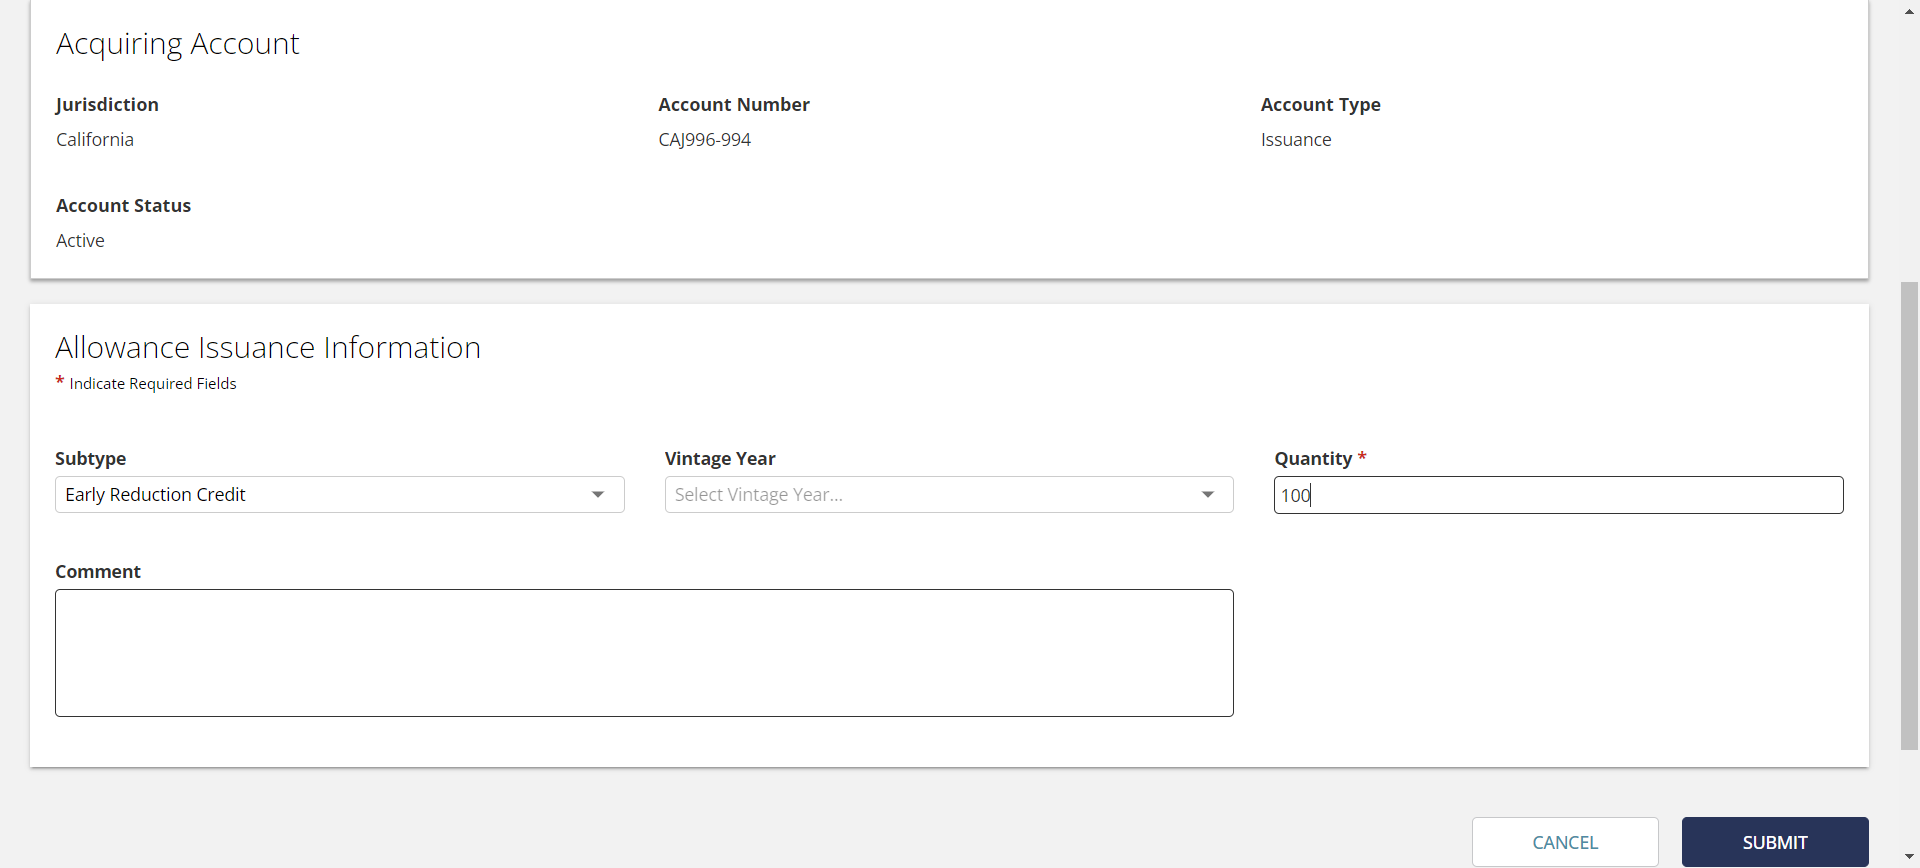 Acquiring Account
Jurisdiction Account Number Account Type
California CAJ996-994 Issuance
Account Status
Active
Allowance Issuance Information
* Indicate Required Fields
Subtype Vintage Year Quantity *
Early Reduction Credit Select Vintage Year... 100
Comment
CANCEL SUBMIT